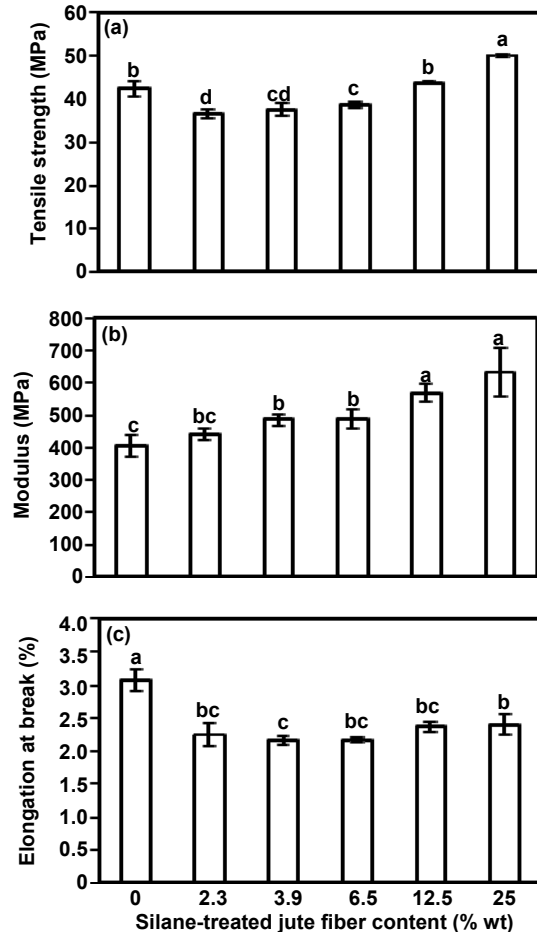 (a)
Tensile strength (MPa)
60
50
40
30
20
10
0
b
d
cd
c
b
a
(b)
Modulus (MPa)
800
700
600
500
400
300
200
100
0
c
bc
b
b
a
a
(c)
Elongation at break (%)
4.0
3.5
3.0
2.5
2.0
1.5
1.0
0.5
0
a
bc
c
bc
bc
b
0 2.3 3.9 6.5 12.5 25
Silane-treated jute fiber content (% wt)